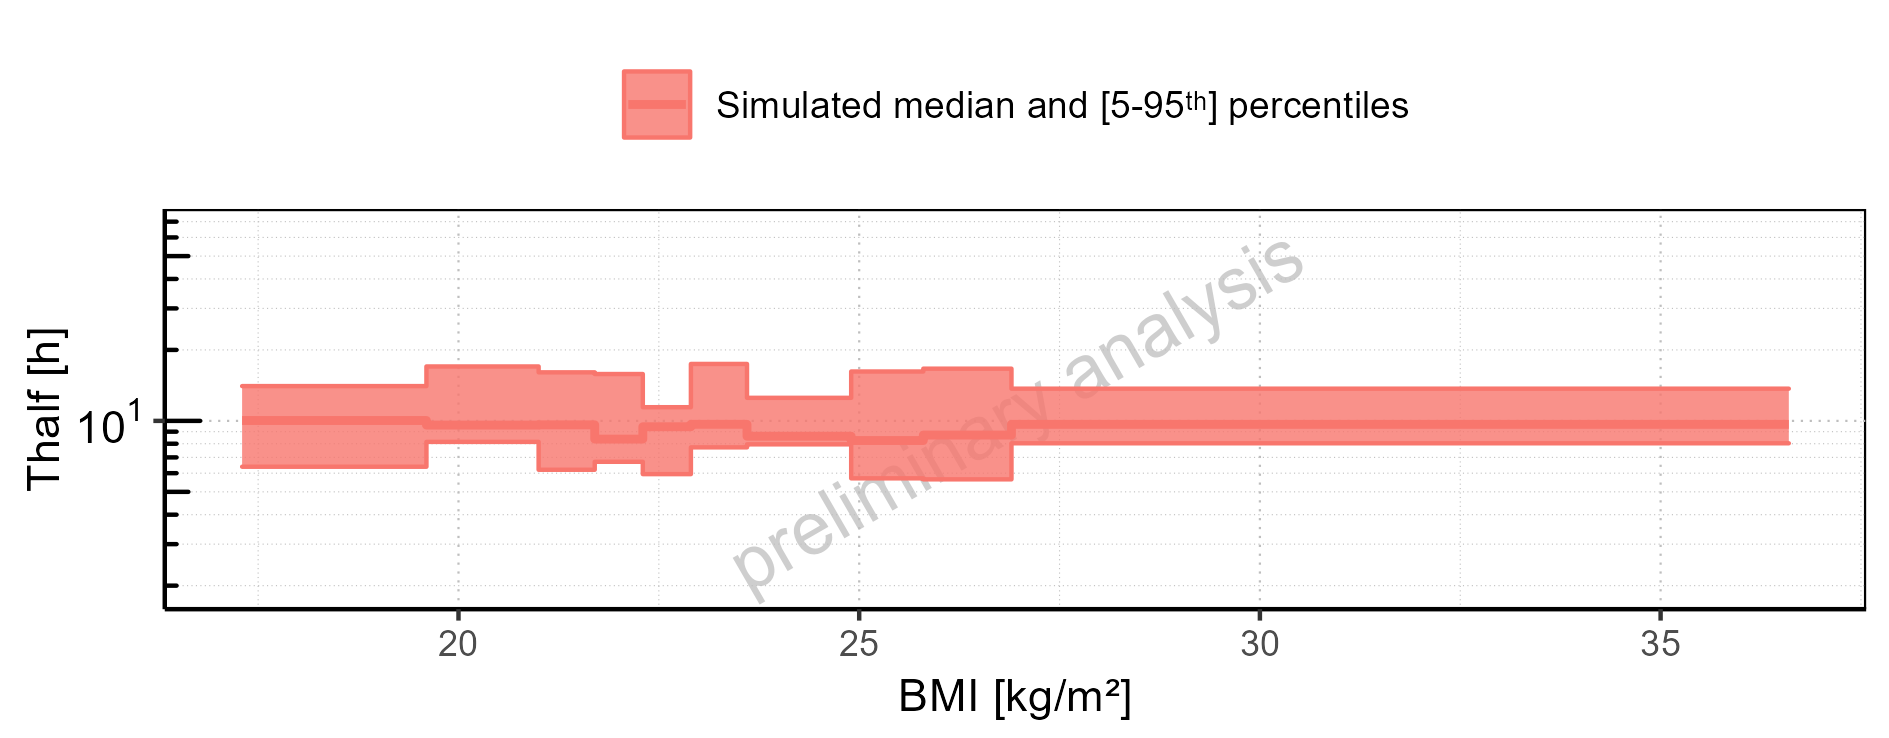 Simulated median and [5-95th] percentiles
Thalf [h]
10¹
preliminary analysis
20 25 30 35
BMI [kg/m²]